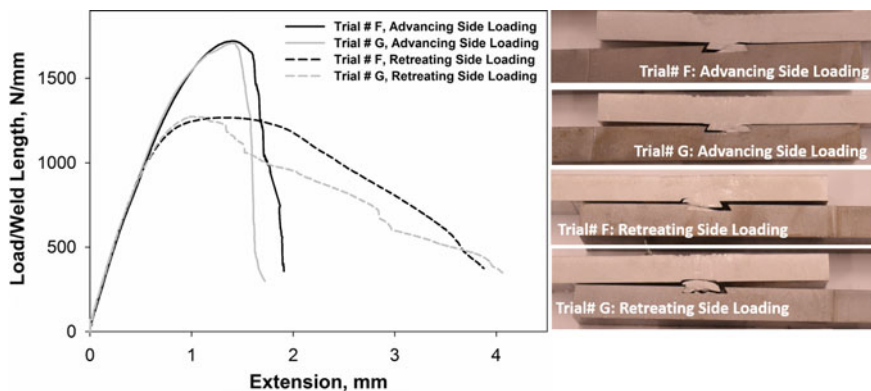 Load/Weld Length, N/mm
1500
1000
500
0
0
1
2
3
4
Extension, mm
Trial # F, Advancing Side Loading
Trial # G, Advancing Side Loading
Trial # F, Retreating Side Loading
Trial # G, Retreating Side Loading
Trial# F: Advancing Side Loading
Trial# G: Advancing Side Loading
Trial# F: Retreating Side Loading
Trial# G: Retreating Side Loading